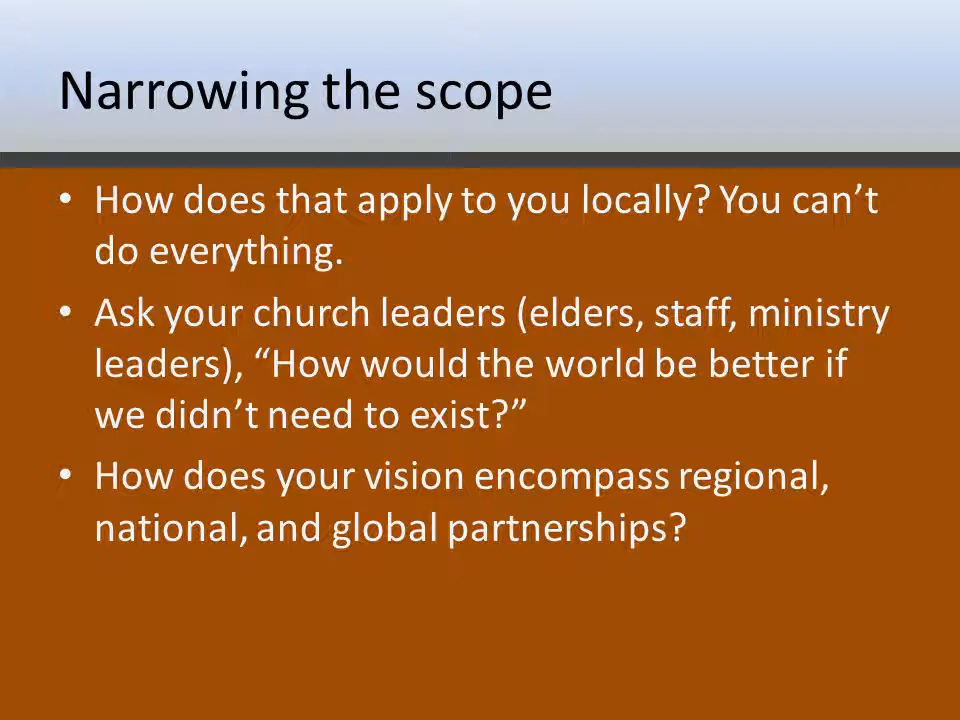 Narrowing the scope
• How does that apply to you locally? You can’t
do everything.
• Ask your church leaders (elders, staff, ministry
leaders), “How would the world be better if
we didn’t need to exist?”
• How does your vision encompass regional,
national, and global partnerships?